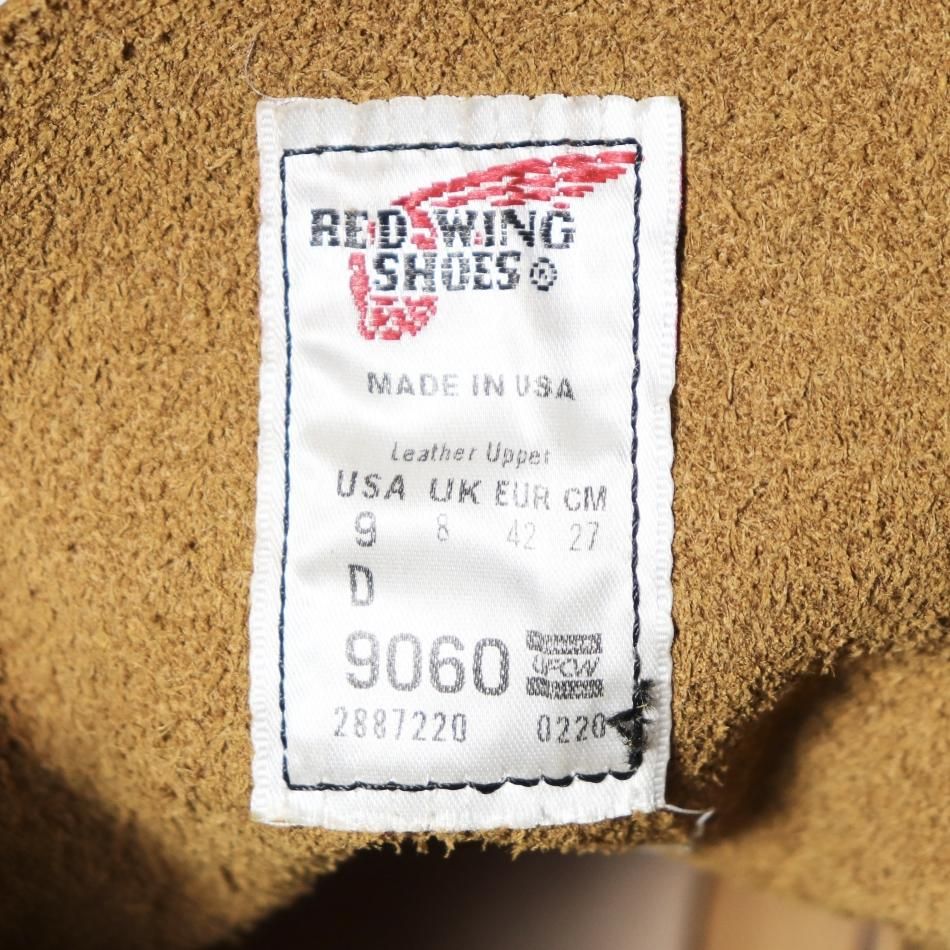 RED WING
SHOES®
MADE IN USA
Leather Upper
USA UK EUR CM
9 8 42 27
D
9060
UFCW
2887220 0220